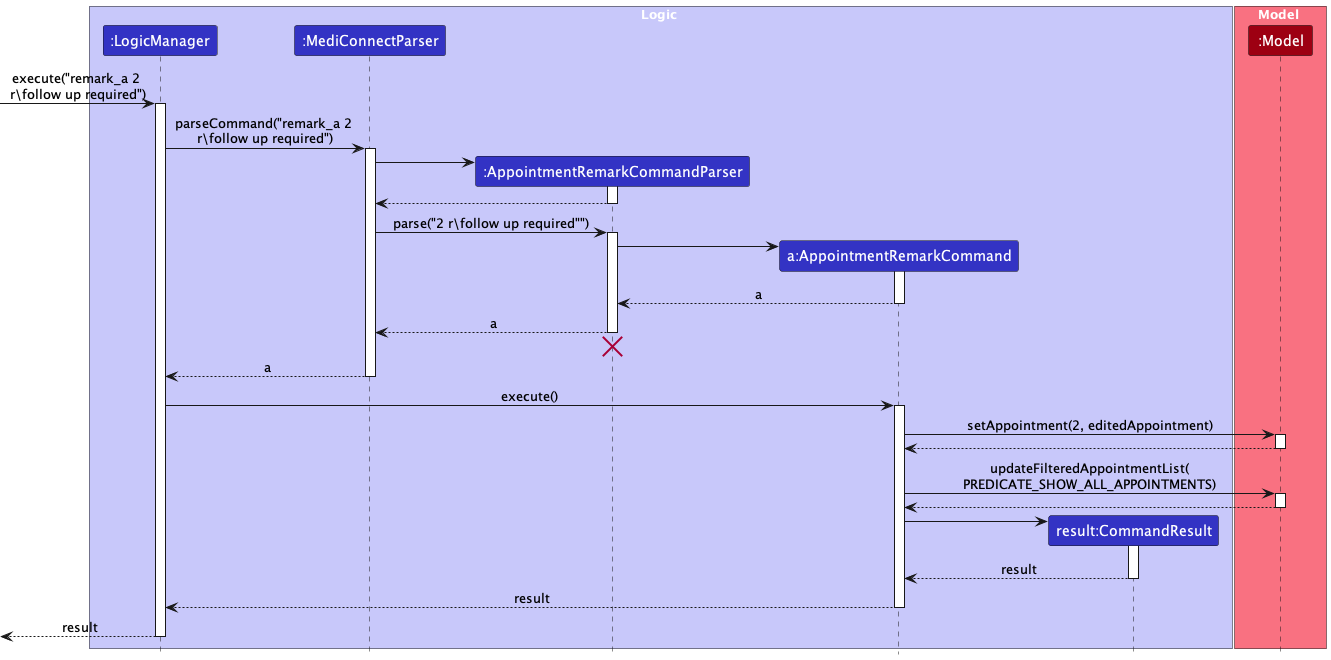 Logic
Model
:LogicManager
:MediConnectParser
:Model
execute("remark_a 2
r\follow up required")
parseCommand("remark_a 2
r\follow up required")
:AppointmentRemarkCommandParser
parse("2 r\follow up required"")
a:AppointmentRemarkCommand
a
a
a
execute()
setAppointment(2, editedAppointment)
updateFilteredAppointmentList(
PREDICATE_SHOW_ALL_APPOINTMENTS)
result:CommandResult
result
result
result